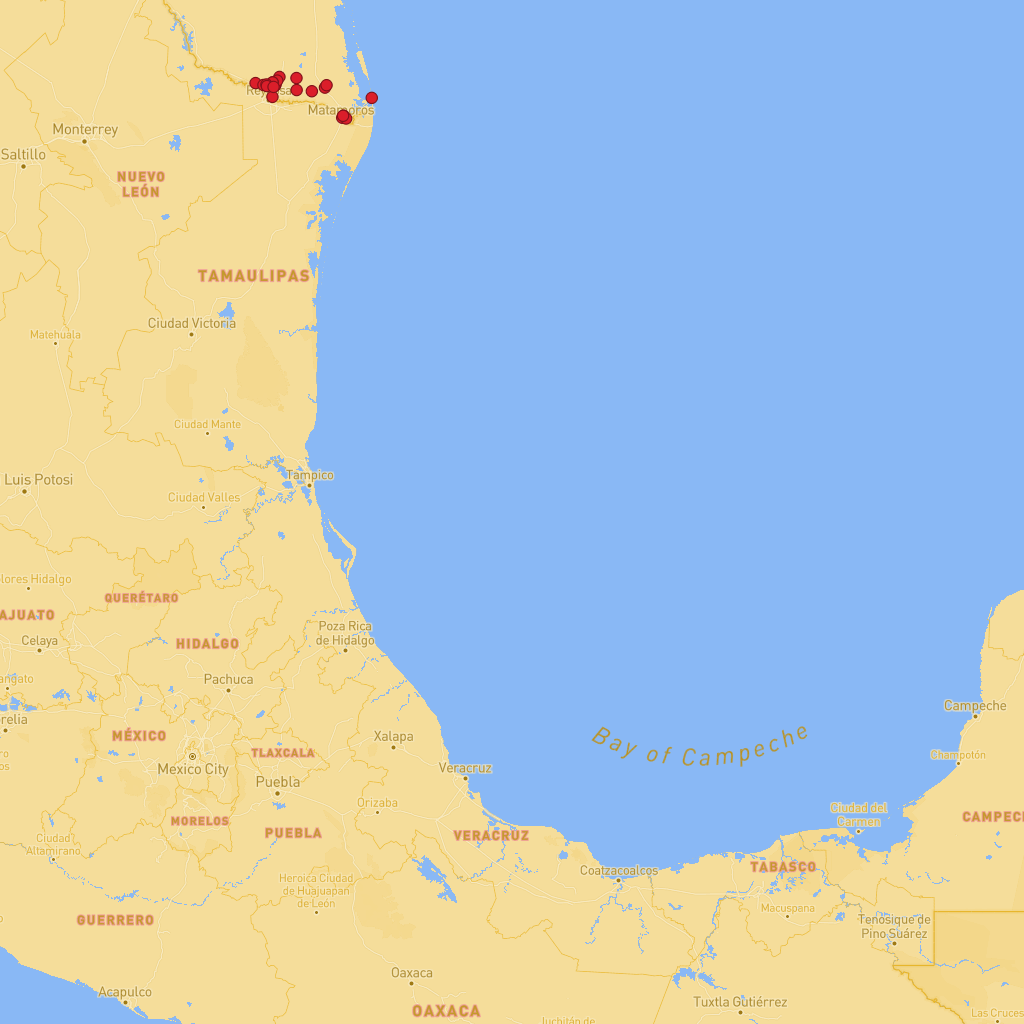 Matamoros
Monterrey
Saltillo
NUEVO
LEÓN
TAMAULIPAS
Ciudad Victoria
Matehuala
Ciudad Mante
Tampico
Luis Potosi
Ciudad Valles
lores Hidalgo
QUERÉTARO
AJUATO
Poza Rica
de Hidalgo
Celaya
HIDALGO
Pachuca
Campeche
MÉXICO
Xalapa
Bay of Campeche
TLAXCALA
Champotón
Mexico City
Veracruz
Puebla
Orizaba
Ciudad del
Carmen
MORELOS
PUEBLA
VERACRUZ
CAMPEC
Ciudad
Altamirano
TABASCO
Coatzacoalcos
Heroica Ciudad
de Huajuapan
de León
Macuspana
GUERRERO
Tenosique de
Pino Suárez
Oaxaca
Acapulco
Tuxtla Gutiérrez
OAXACA
Las Cruces
Juchitán de